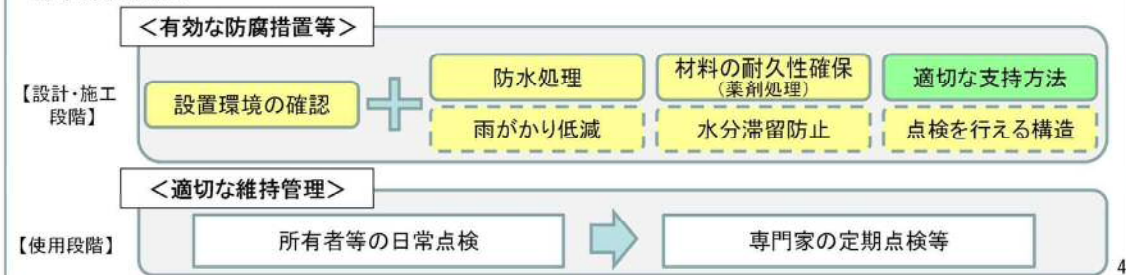 <有効な防腐措置等>
【設計・施工段階】
設置環境の確認
防水処理
材料の耐久性確保
(薬剤処理)
適切な支持方法
雨がかり低減
水分滞留防止
点検を行える構造
<適切な維持管理>
【使用段階】
所有者等の日常点検
専門家の定期点検等
4